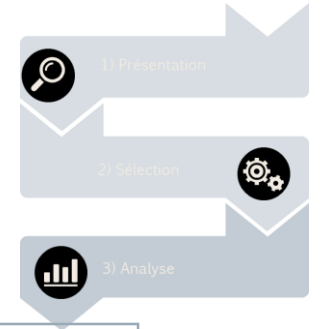 1) Présentation
2) Sélection
3) Analyse